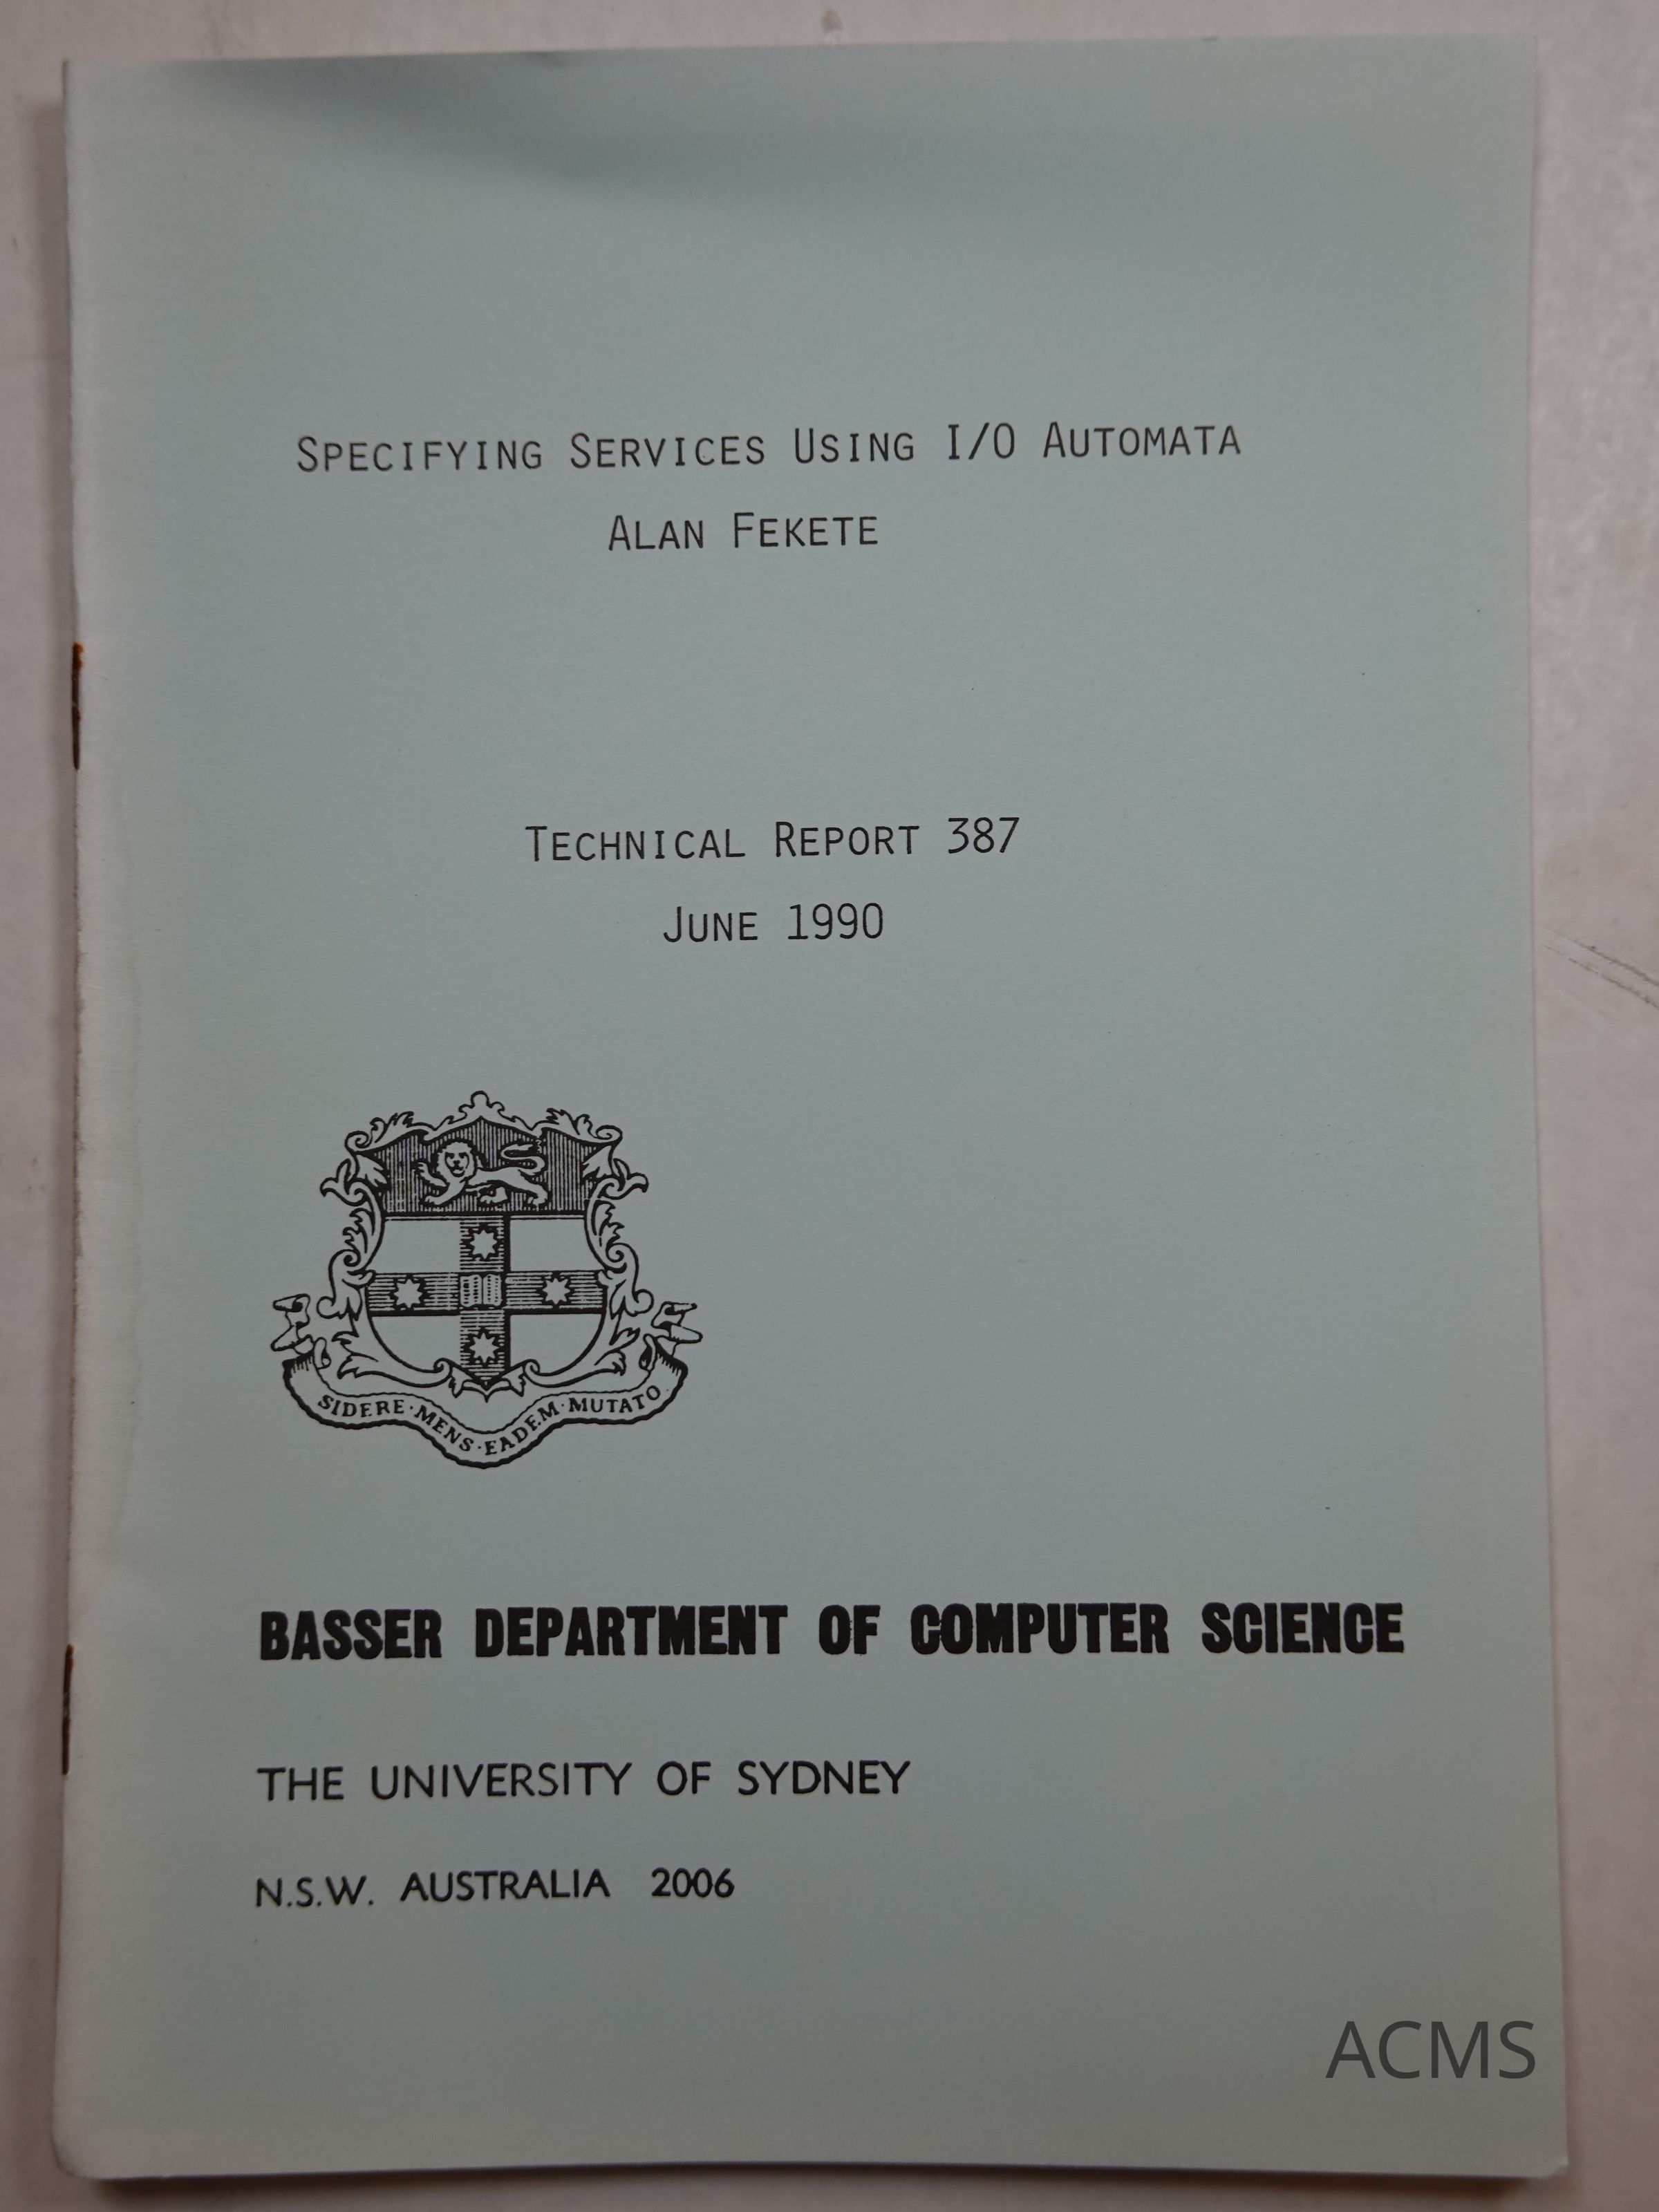 SPECIFYING SERVICES USING I/O AUTOMATA
ALAN FEKETE
TECHNICAL REPORT 387
JUNE 1990
SIDERE·MENS·EADEM·MUTATO
BASSER DEPARTMENT OF COMPUTER SCIENCE
THE UNIVERSITY OF SYDNEY
N.S.W. AUSTRALIA 2006
ACMS